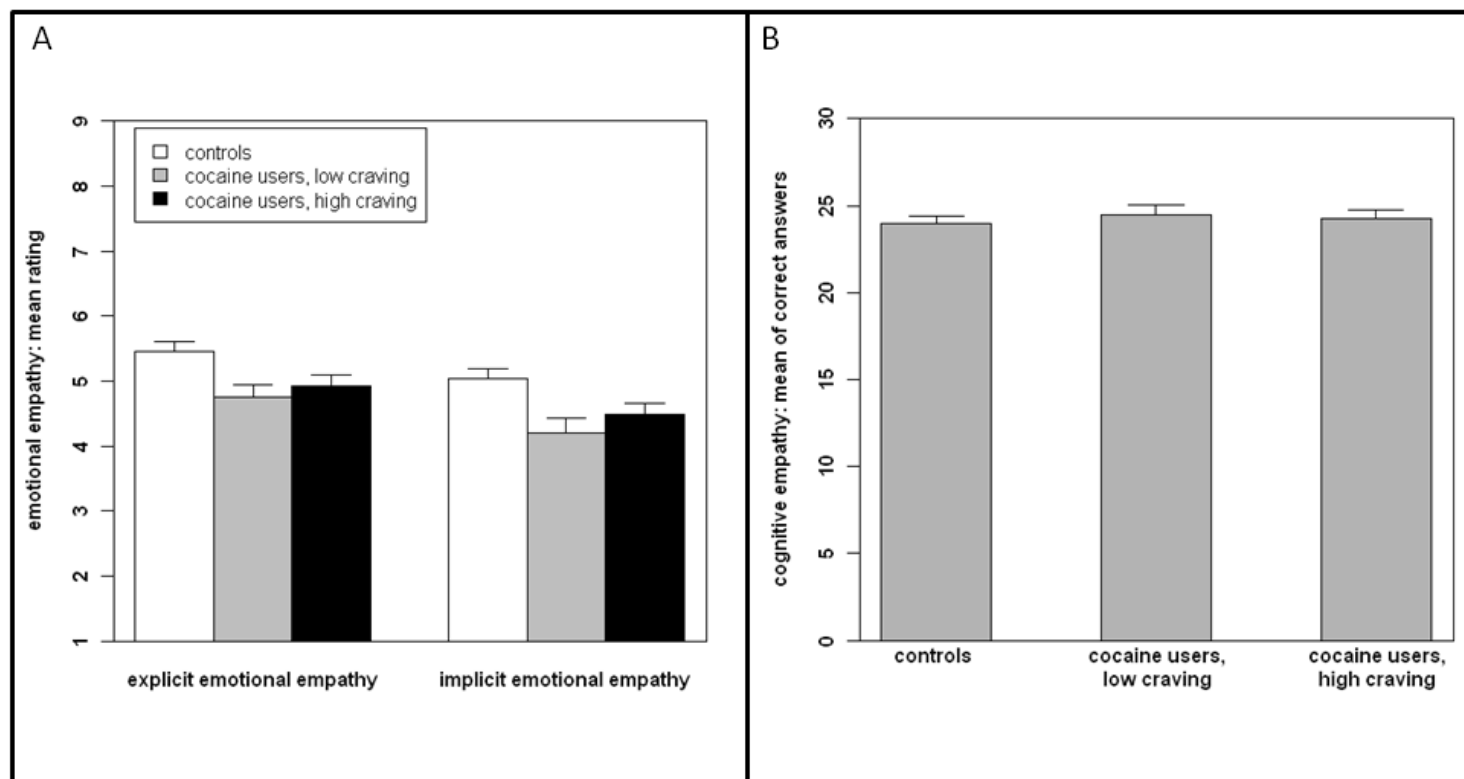 A
emotional empathy: mean rating
9
8
7
6
5
4
3
2
1
controls
cocaine users, low craving
cocaine users, high craving
explicit emotional empathy
implicit emotional empathy
B
cognitive empathy: mean of correct answers
30
25
20
15
10
5
0
controls
cocaine users,
low craving
cocaine users,
high craving